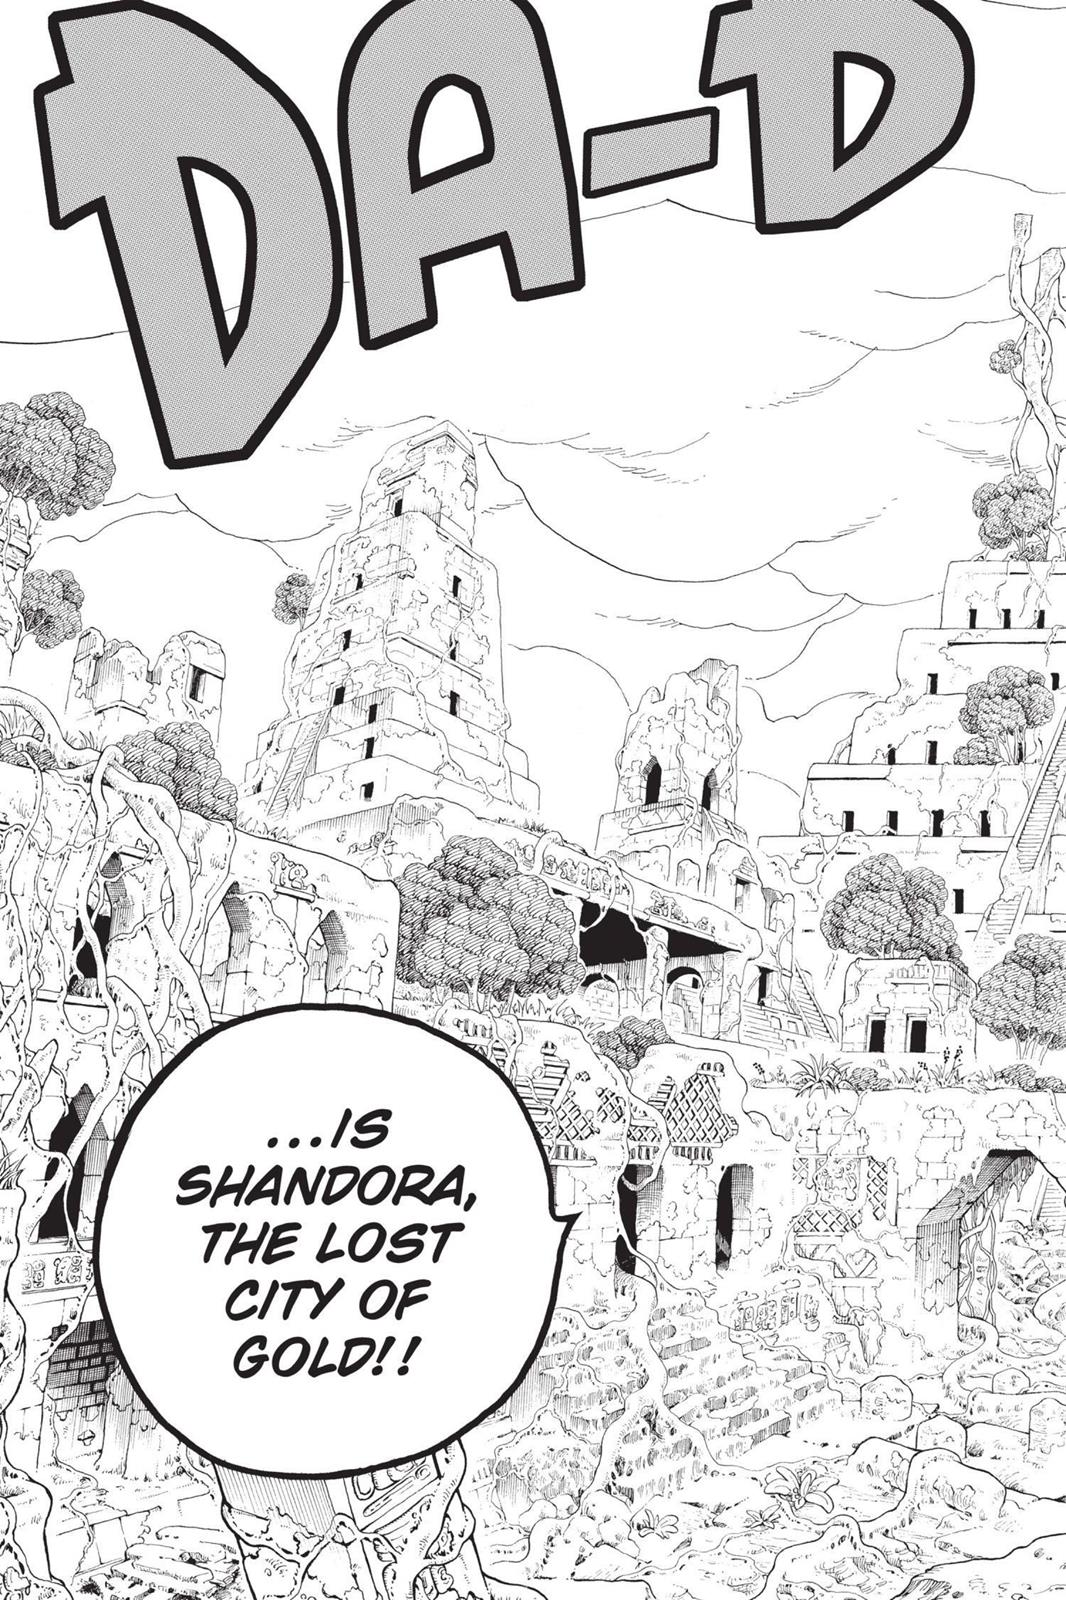 DA-D
...IS
SHANDORA,
THE LOST
CITY OF
GOLD!!